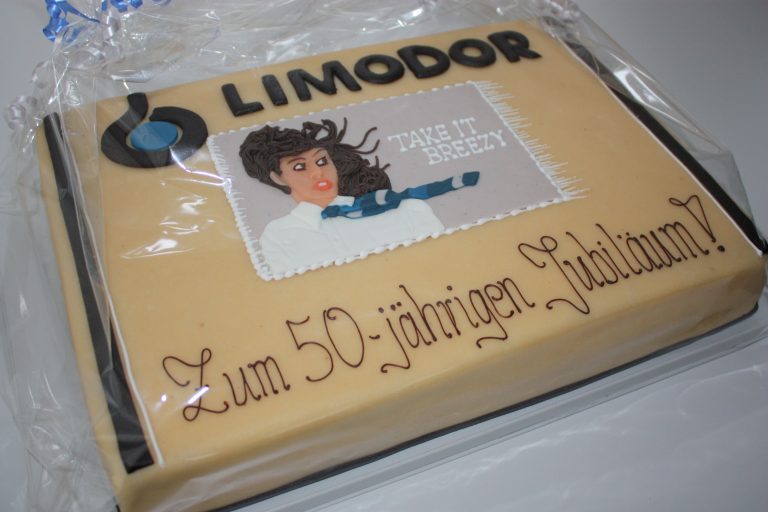 LIMODOR
TAKE IT
BREEZY
Zum 50-jährigen Jubiläum!